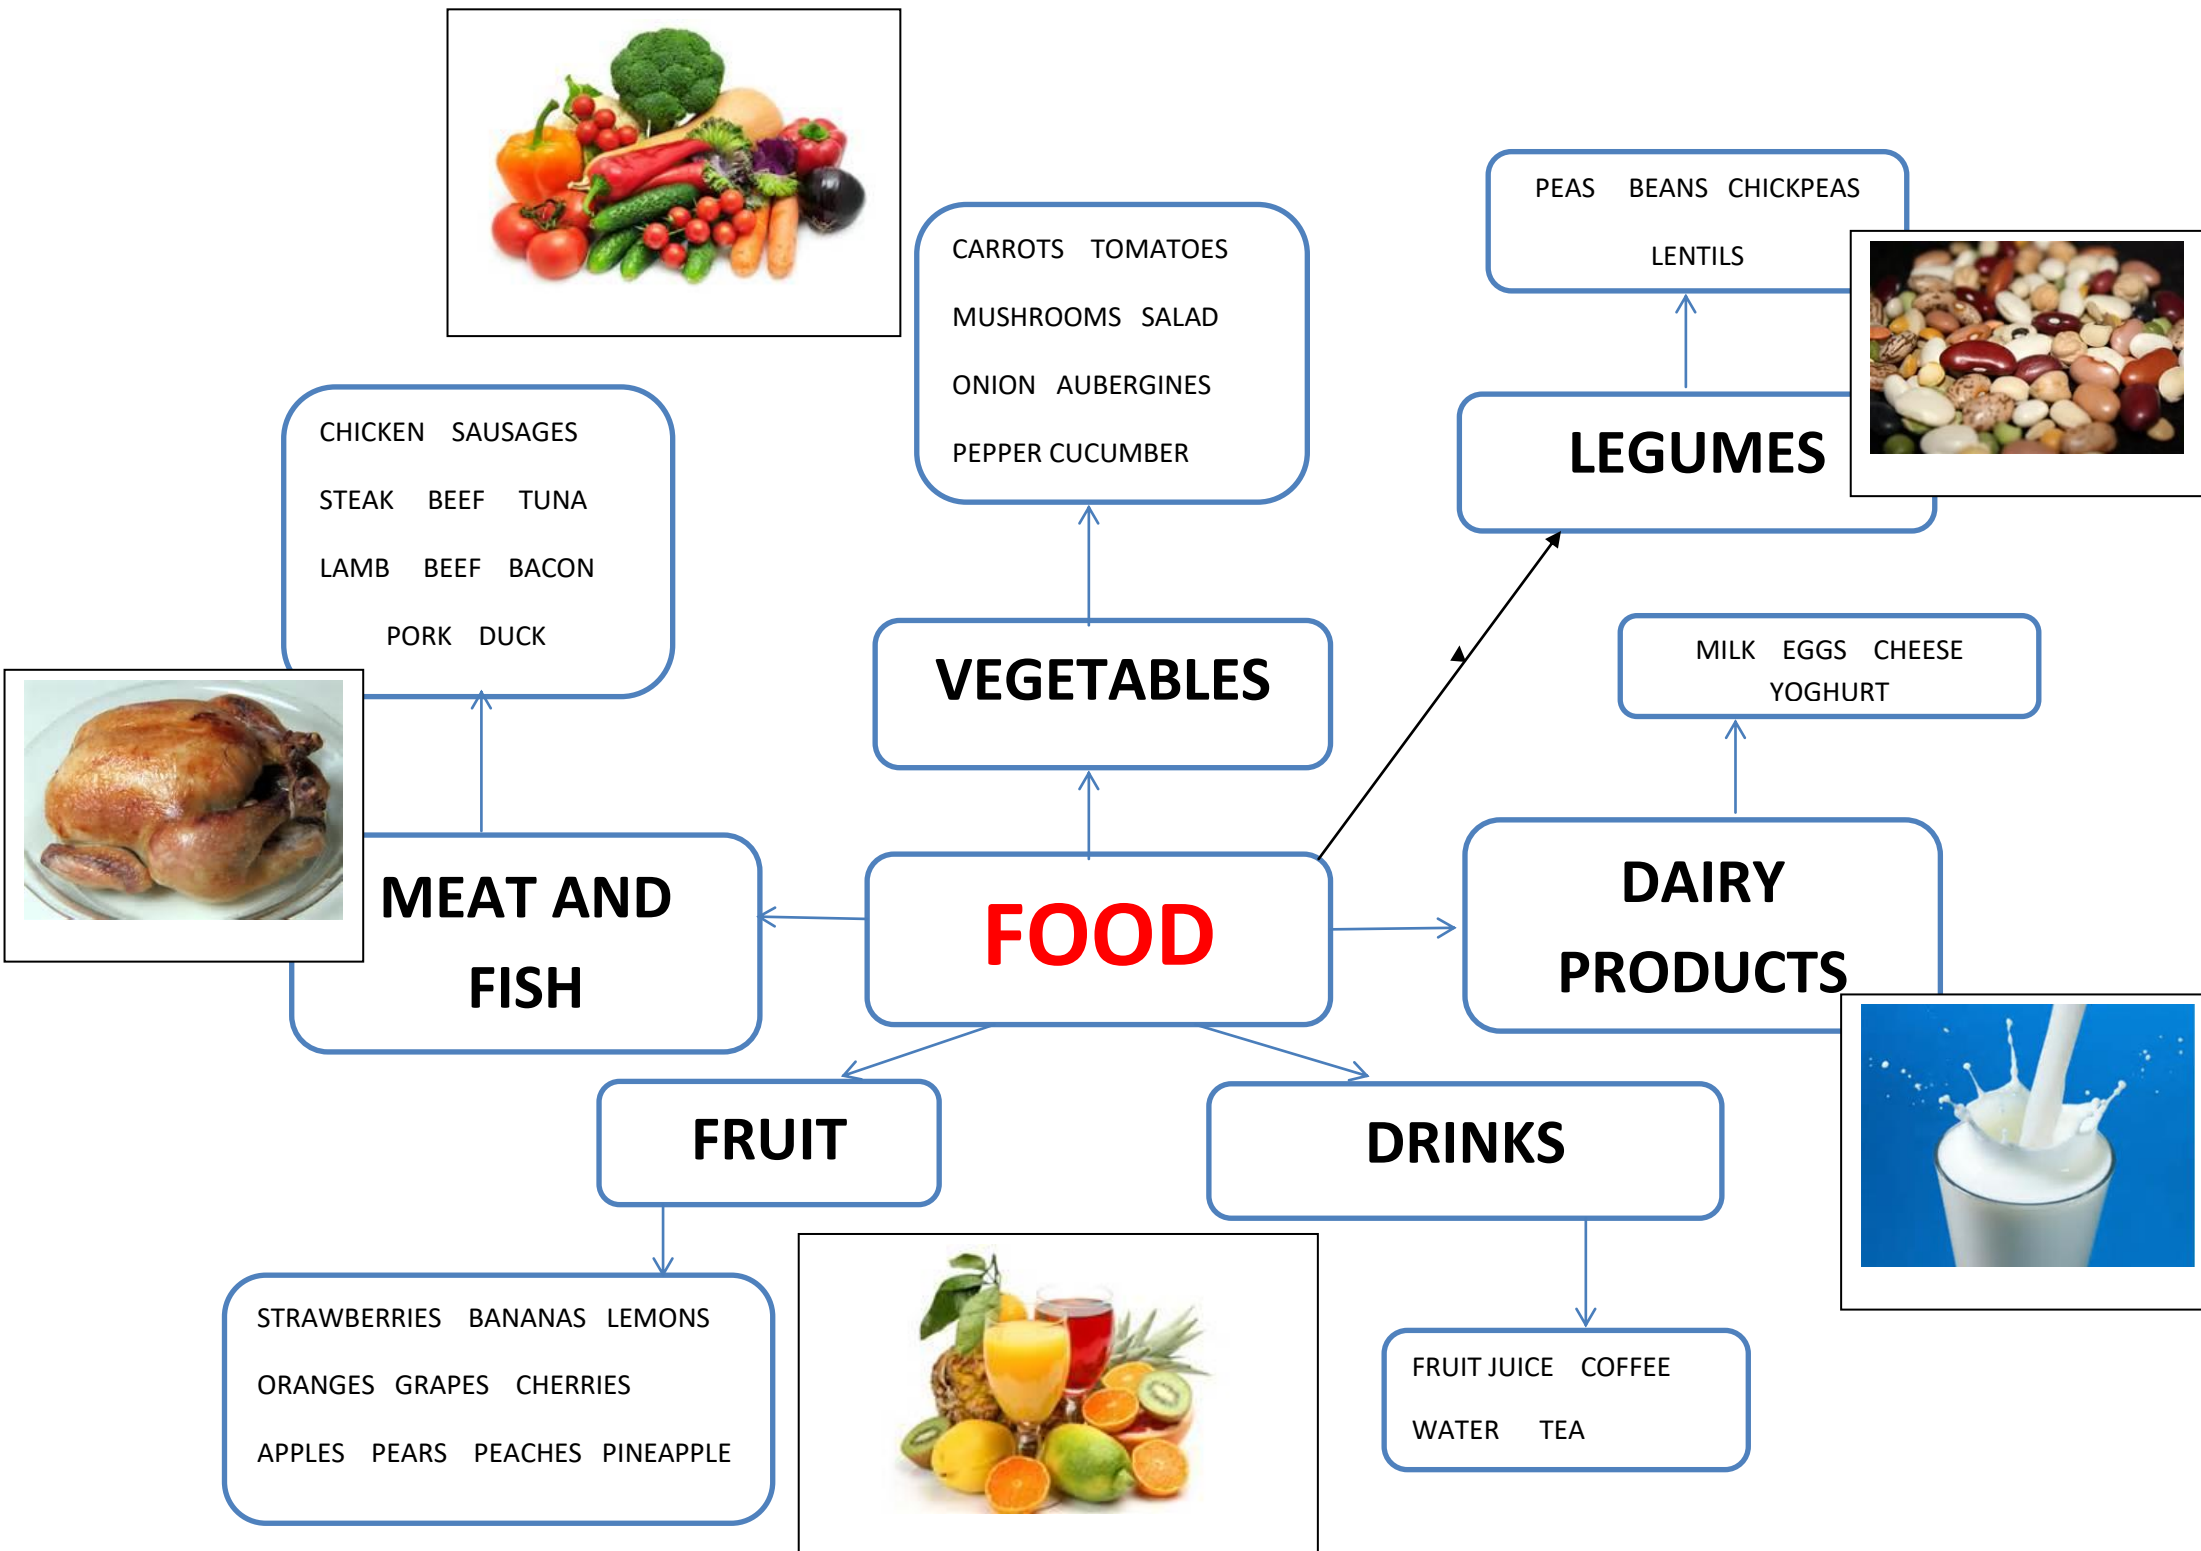 PEAS BEANS CHICKPEAS
LENTILS
CARROTS TOMATOES
MUSHROOMS SALAD
ONION AUBERGINES
PEPPER CUCUMBER
CHICKEN SAUSAGES
STEAK BEEF TUNA
LAMB BEEF BACON
PORK DUCK
LEGUMES
VEGETABLES
MILK EGGS CHEESE
YOGHURT
MEAT AND
FISH
FOOD
DAIRY
PRODUCTS
FRUIT
DRINKS
STRAWBERRIES BANANAS LEMONS
ORANGES GRAPES CHERRIES
APPLES PEARS PEACHES PINEAPPLE
FRUIT JUICE COFFEE
WATER TEA